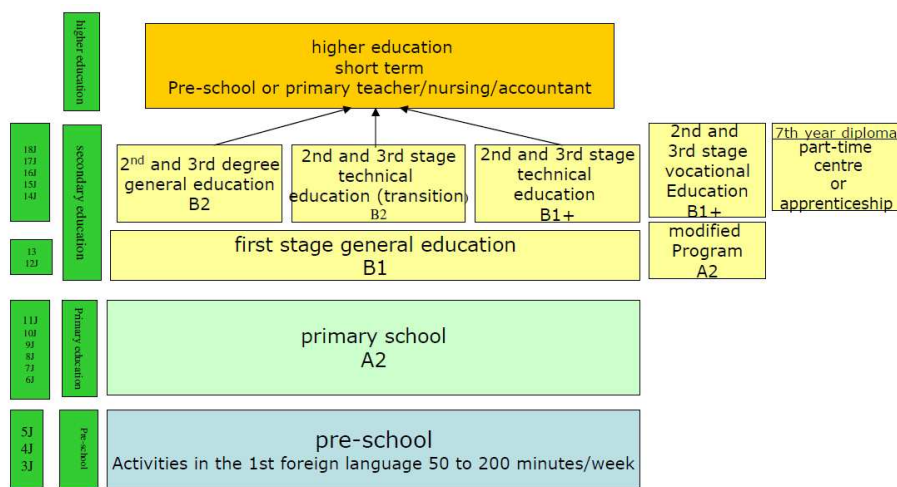 higher education
higher education
short term
Pre-school or primary teacher/nursing/accountant
18J
17J
16J
15J
14J
secondary education
2nd and 3rd degree
general education
B2
2nd and 3rd stage
technical
education (transition)
B2
2nd and 3rd stage
technical
education
B1+
2nd and
3rd stage
vocational
Education
B1+
7th year diploma
part-time
centre
or
apprenticeship
13
12J
first stage general education
B1
modified
Program
A2
11J
10J
9J
8J
7J
6J
Primary education
primary school
A2
5J
4J
3J
Pre-school
pre-school
Activities in the 1st foreign language 50 to 200 minutes/week